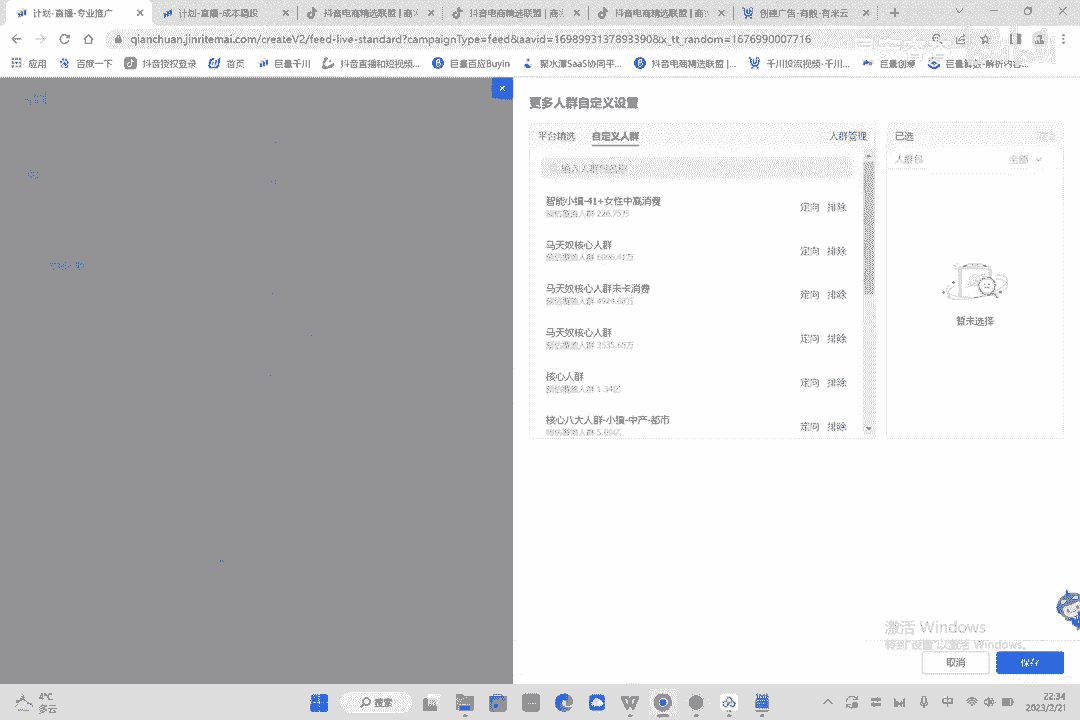 计划-直播-专业推广
计划-直播-成本稳投
抖音电商精选联盟 | 商
抖音电商精选联盟 | 商
抖音电商精选联盟 | 商
创建广告-有数-有米云
qianchuan.jinritemai.com/createV2/feed-live-standard?campaignType=feed&aavid=1698993137893390&x_tt_random=1676990007716
应用
百度一下
抖音授权登录
首页
巨量千川
抖音直播和短视频...
巨量百应Buyin
聚水潭SaaS协同平...
抖音电商精选联盟 |...
千川投流视频-千川...
巨量创意
巨量算数-解析内容...
更多人群自定义设置
平台精选 自定义人群 人群管理
输入人群包名称
智能小镇-41+女性中高消费
预估覆盖人群 226.75万
定向 排除
马天奴核心人群
预估覆盖人群 6096.41万
定向 排除
马天奴核心人群未卡消费
预估覆盖人群 4924.68万
定向 排除
马天奴核心人群
预估覆盖人群 3535.65万
定向 排除
核心人群
预估覆盖人群 1.34亿
定向 排除
核心八大人群-小镇-中产-都市
定向 排除
已选 清空
人群包 全部
暂未选择
激活 Windows
转到"设置"以激活 Windows。
取消 保存
4°C
多云
搜索
中
22:34
2023/2/21